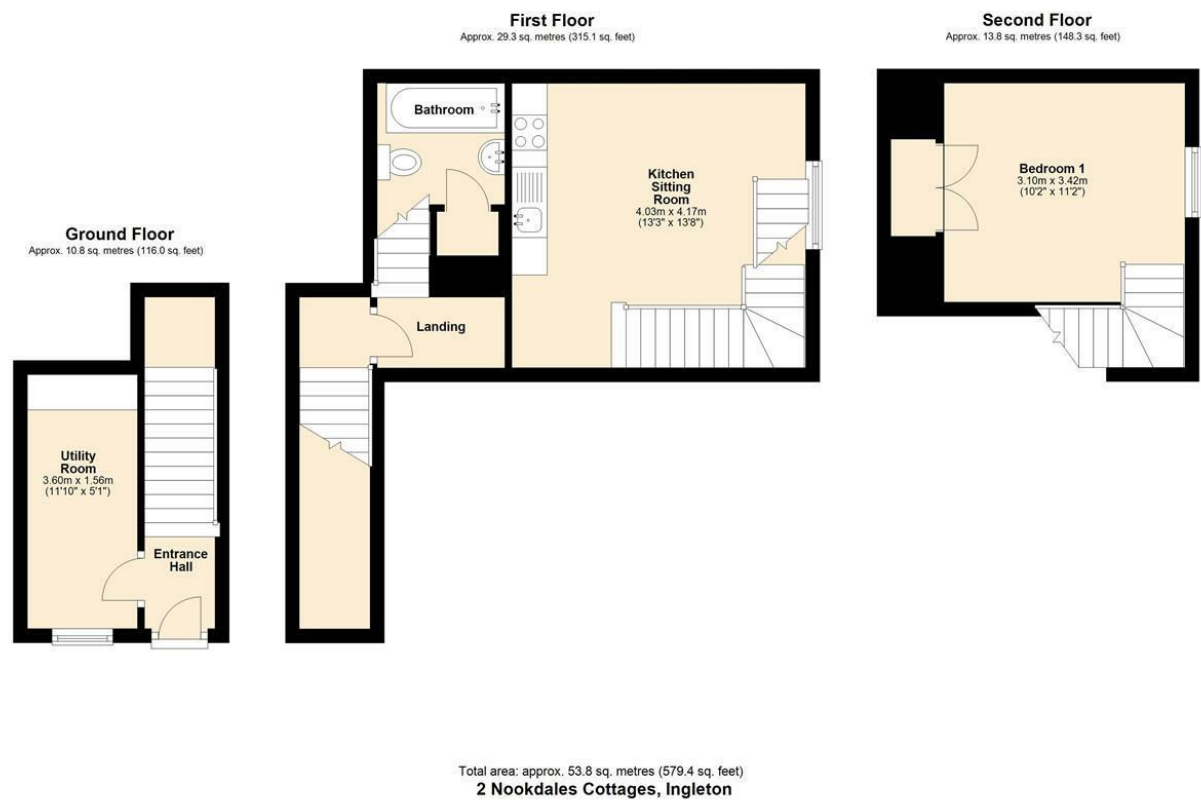 First Floor
Approx. 29.3 sq. metres (315.1 sq. feet)
Second Floor
Approx. 13.8 sq. metres (148.3 sq. feet)
Bathroom
Kitchen
Sitting
Room
4.03m x 4.17m
(13'3" x 13'8")
Bedroom 1
3.10m x 3.42m
(10'2" x 11'2")
Ground Floor
Approx. 10.8 sq. metres (116.0 sq. feet)
Landing
Utility
Room
3.60m x 1.56m
(11'10" x 5'1")
Entrance
Hall
Total area: approx. 53.8 sq. metres (579.4 sq. feet)
2 Nookdales Cottages, Ingleton